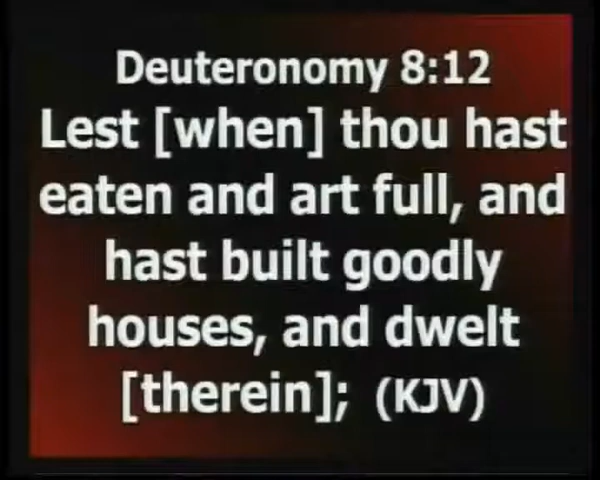 Deuteronomy 8:12
Lest [when] thou hast
eaten and art full, and
hast built goodly
houses, and dwelt
[therein]; (KJV)